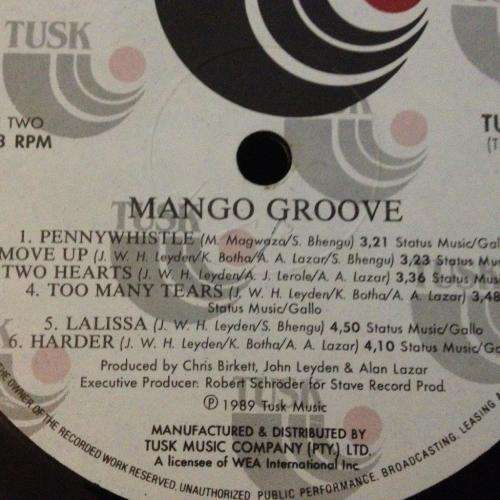 TUSK
TWO
RPM
MANGO GROOVE
1. PENNYWHISTLE (M. Magwaza/S. Bhengu) 3,21 Status Music/Gallo
MOVE UP (J. W. H. Leyden/K. Botha/A. A. Lazar/S. Bhengu) 3,23 Status
TWO HEARTS (J. W. H. Leyden/A. J. Lerole/A. A. Lazar) 3,36 Status
4. TOO MANY TEARS (J. W. H. Leyden/K. Botha/A. A. Lazar) 3,48
Status Music/Gallo
5. LALISSA (J. W. H. Leyden/S. Bhengu) 4,50 Status Music/Gallo
6. HARDER (J. W. H. Leyden/K. Botha/A. A. Lazar) 4,10 Status Music/
Produced by Chris Birkett, John Leyden & Alan Lazar
Executive Producer: Robert Schröder for Stave Record Prod.
℗ 1989 Tusk Music
MANUFACTURED & DISTRIBUTED BY
TUSK MUSIC COMPANY (PTY.) LTD.
A licensee of WEA International Inc
THE OWNER OF THE RECORDED WORK RESERVED. UNAUTHORIZED PUBLIC PERFORMANCE, BROADCASTING, LEASING